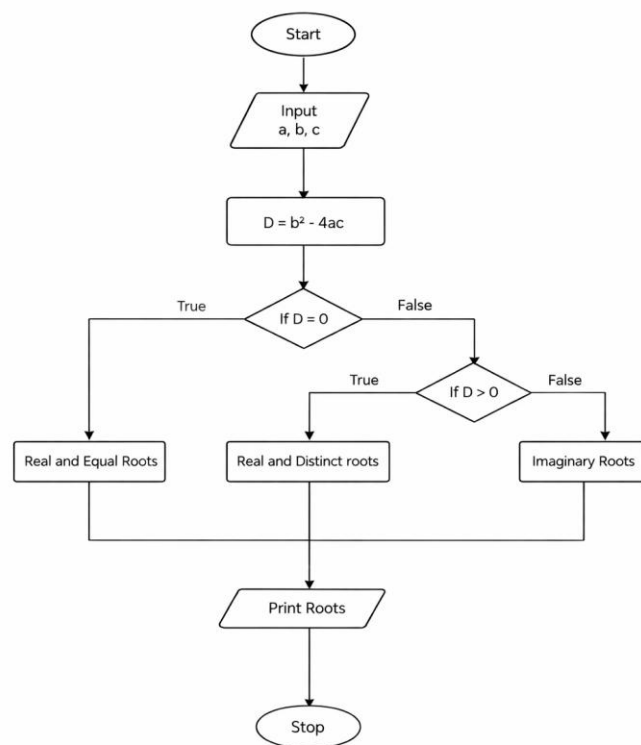 Start
Input
a, b, c
D = b² - 4ac
True
If D = 0
False
True
If D > 0
False
Real and Equal Roots
Real and Distinct roots
Imaginary Roots
Print Roots
Stop